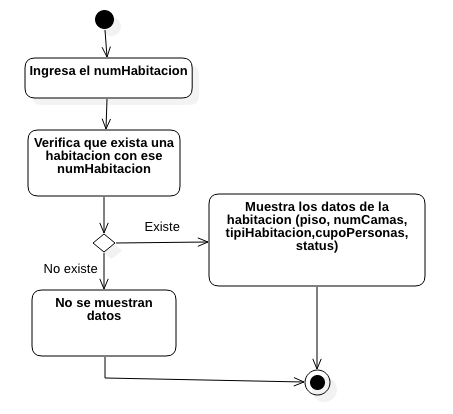 Ingresa el numHabitacion
Verifica que exista una
habitacion con ese
numHabitacion
Existe
Muestra los datos de la
habitacion (piso, numCamas,
tipiHabitacion,cupoPersonas,
status)
No existe
No se muestran
datos